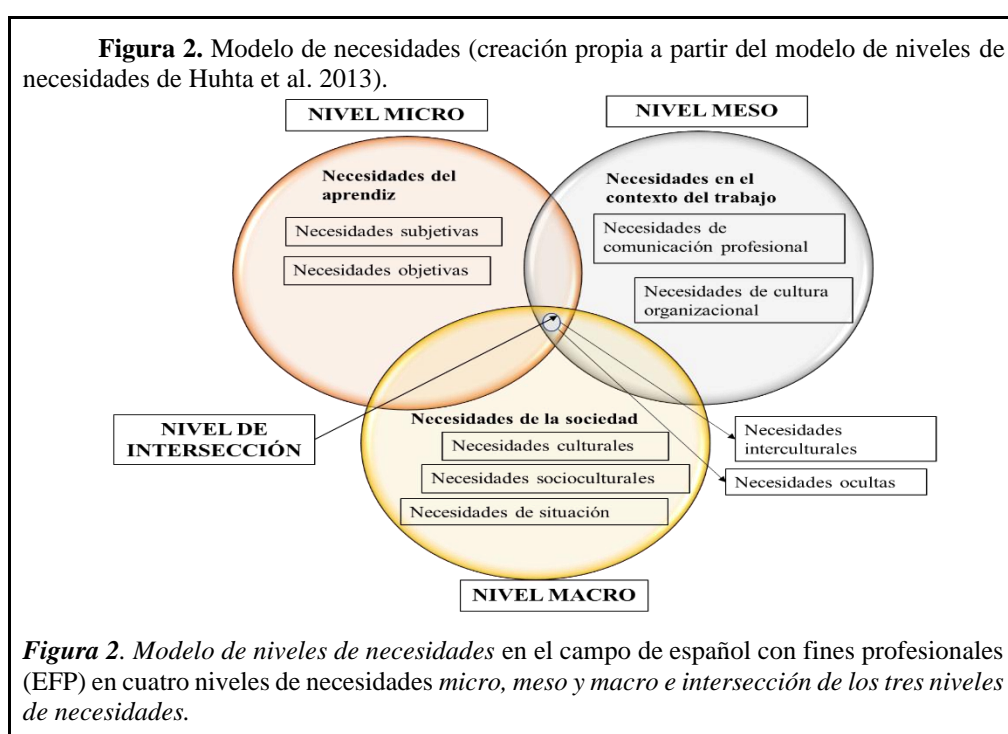 Figura 2. Modelo de necesidades (creación propia a partir del modelo de niveles de
necesidades de Huhta et al. 2013).
NIVEL MICRO
NIVEL MESO
Necesidades del
aprendiz
Necesidades subjetivas
Necesidades objetivas
Necesidades en el
contexto del trabajo
Necesidades de
comunicación profesional
Necesidades de cultura
organizacional
NIVEL DE
INTERSECCIÓN
Necesidades de la sociedad
Necesidades culturales
Necesidades socioculturales
Necesidades de situación
Necesidades
interculturales
Necesidades ocultas
NIVEL MACRO
Figura 2. Modelo de niveles de necesidades en el campo de español con fines profesionales
(EFP) en cuatro niveles de necesidades micro, meso y macro e intersección de los tres niveles
de necesidades.